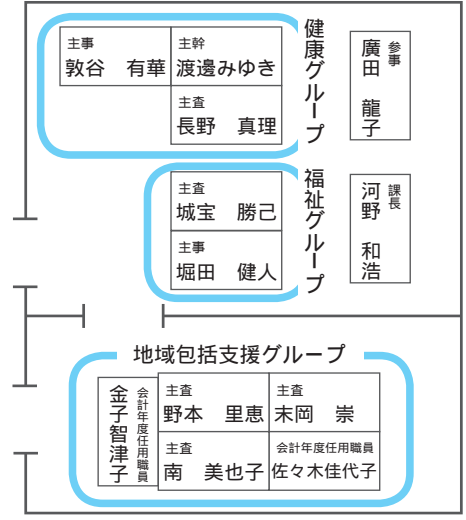 主事
敦谷　有華
主幹
渡邊みゆき
主査
長野　真理
健康グループ
参事
廣田　龍子
主査
城宝　勝己
主事
堀田　健人
福祉グループ
課長
河野　和浩
地域包括支援グループ
会計年度任用職員
金子智津子
主査
野本　里恵
主査
末岡　崇
主査
南　美也子
会計年度任用職員
佐々木佳代子